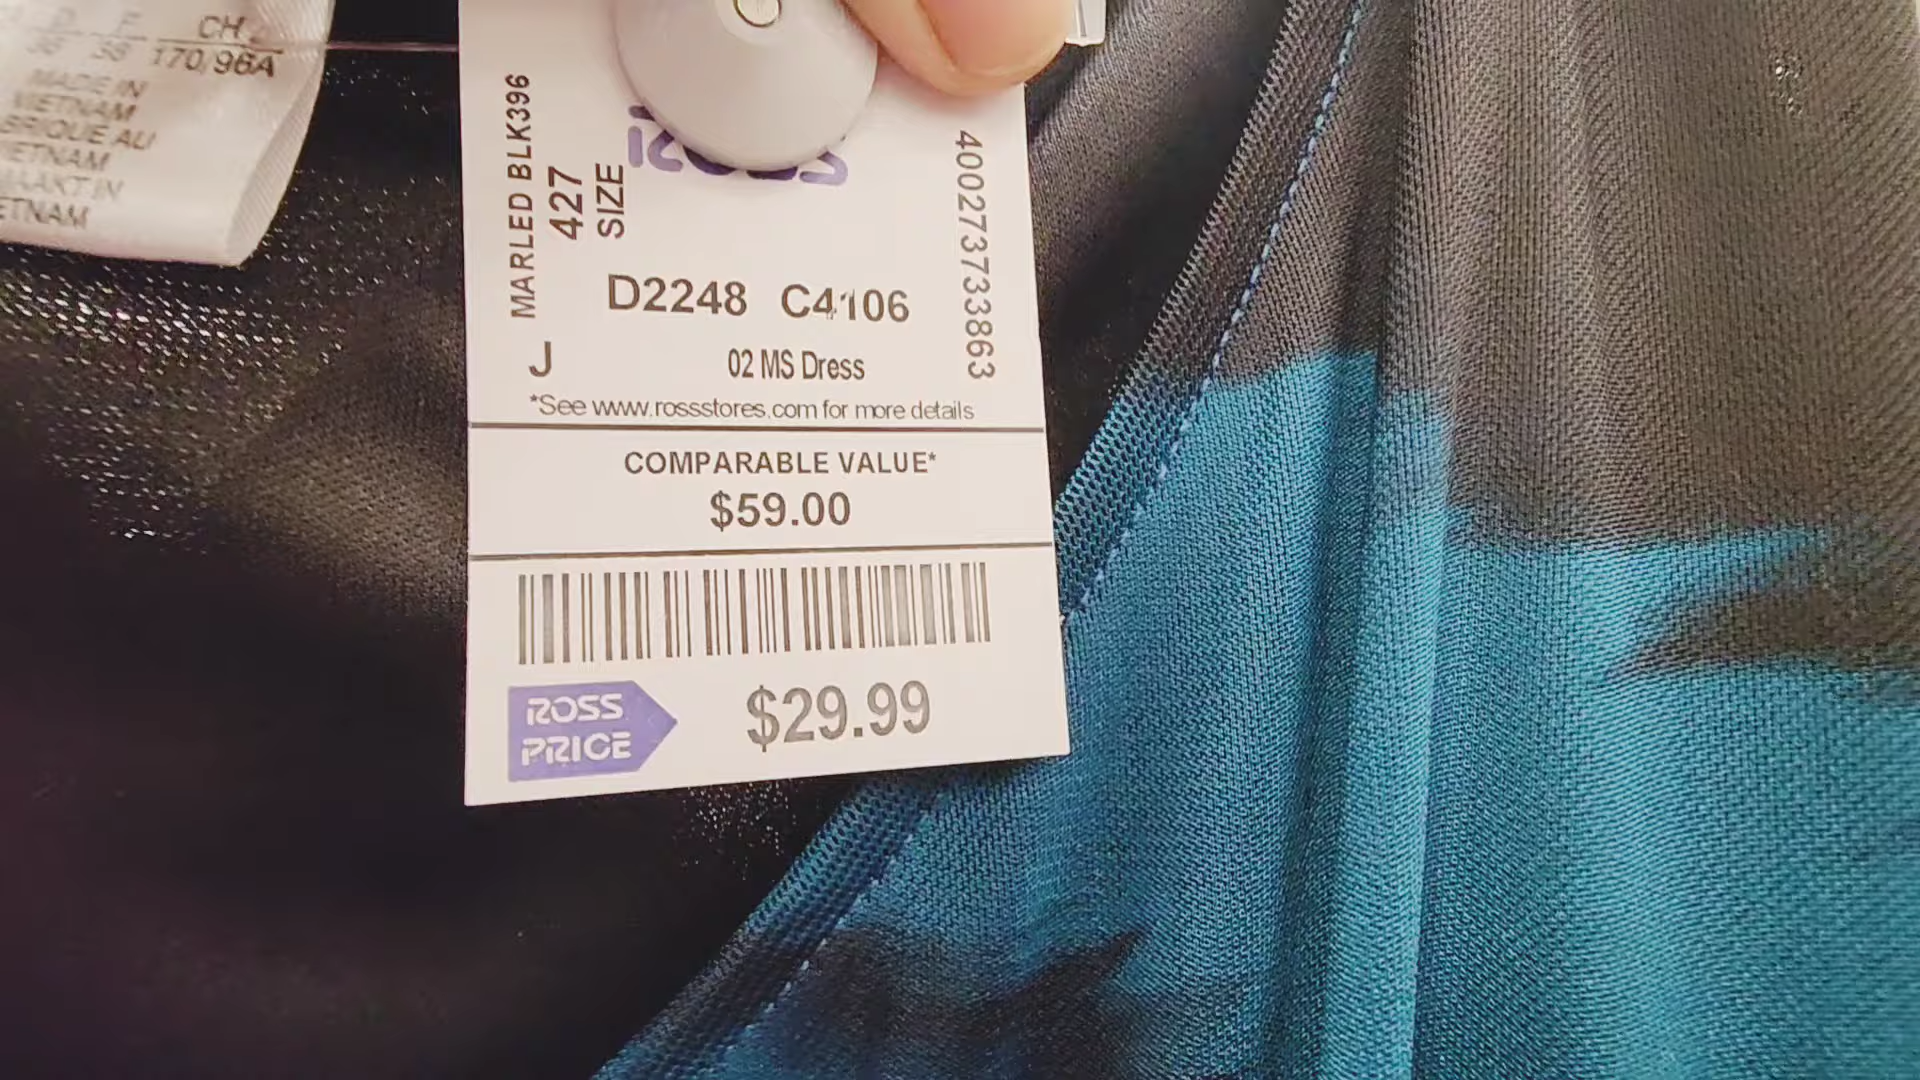 CH
170/96A
MADE IN
VIETNAM
MARLED BLK396
427
SIZE
400273733863
D2248 C4106
J
02 MS Dress
*See www.rossstores.com for more details
COMPARABLE VALUE*
$59.00
ROSS
PRICE
$29.99